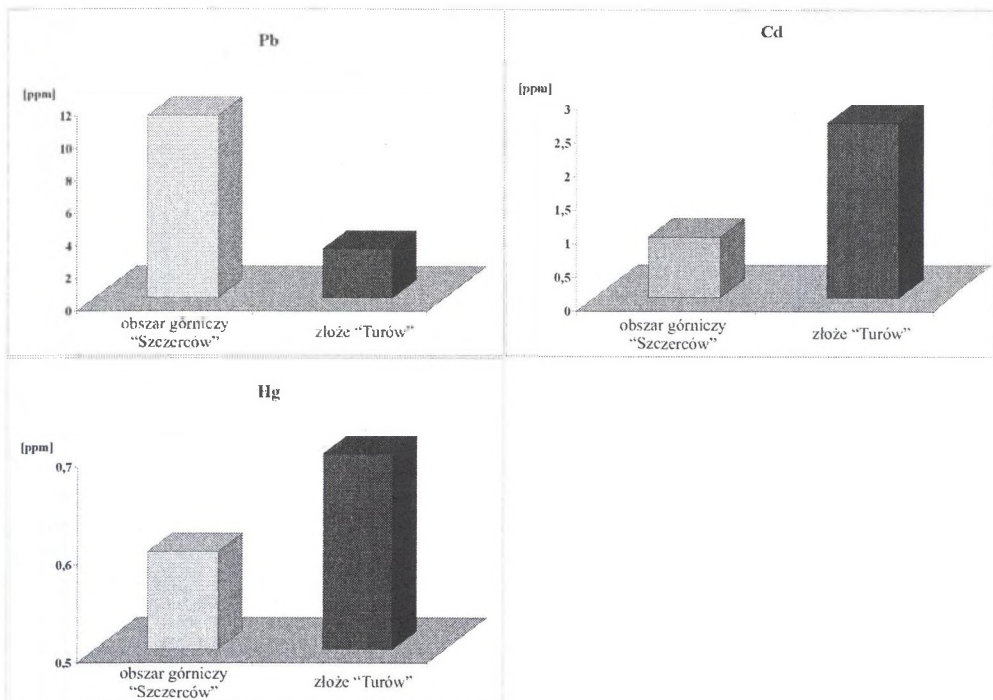 Pb
[ppm]
12
10
8
6
4
2
0
obszar górniczy
“Szczerców”
złoże “Turów”
Cd
[ppm]
3
2,5
2
1,5
1
0,5
0
obszar górniczy
“Szczerców”
złoże “Turów”
Hg
[ppm]
0,7
0,6
0,5
obszar górniczy
“Szczerców”
złoże “Turów”